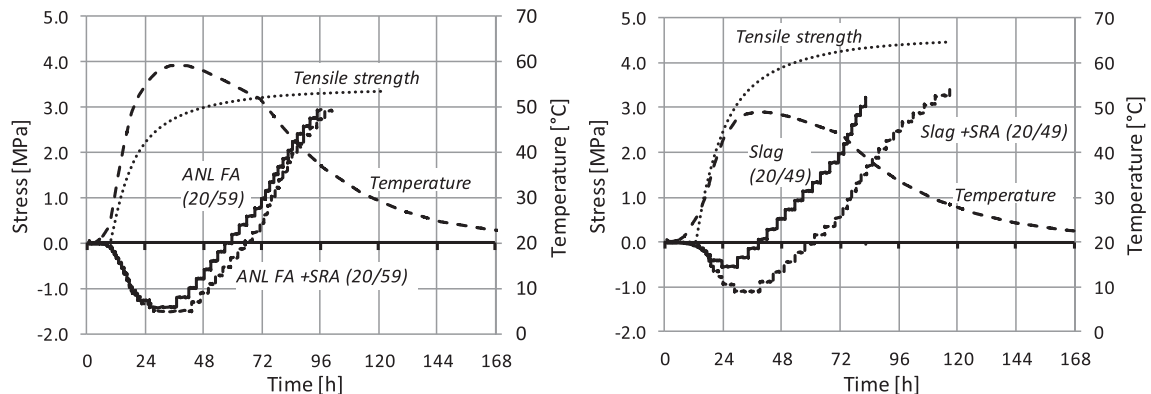 5.0 70
4.0 60
3.0 50
2.0 40
1.0 30
0.0 20
-1.0 10
-2.0 0
Stress [MPa]
Temperature [°C]
Tensile strength
ANL FA
(20/59)
Temperature
ANL FA +SRA (20/59)
0 24 48 72 96 120 144 168
Time [h]
5.0 70
4.0 60
3.0 50
2.0 40
1.0 30
0.0 20
-1.0 10
-2.0 0
Stress [MPa]
Temperature [°C]
Tensile strength
Slag +SRA (20/49)
Slag
(20/49)
Temperature
0 24 48 72 96 120 144 168
Time [h]